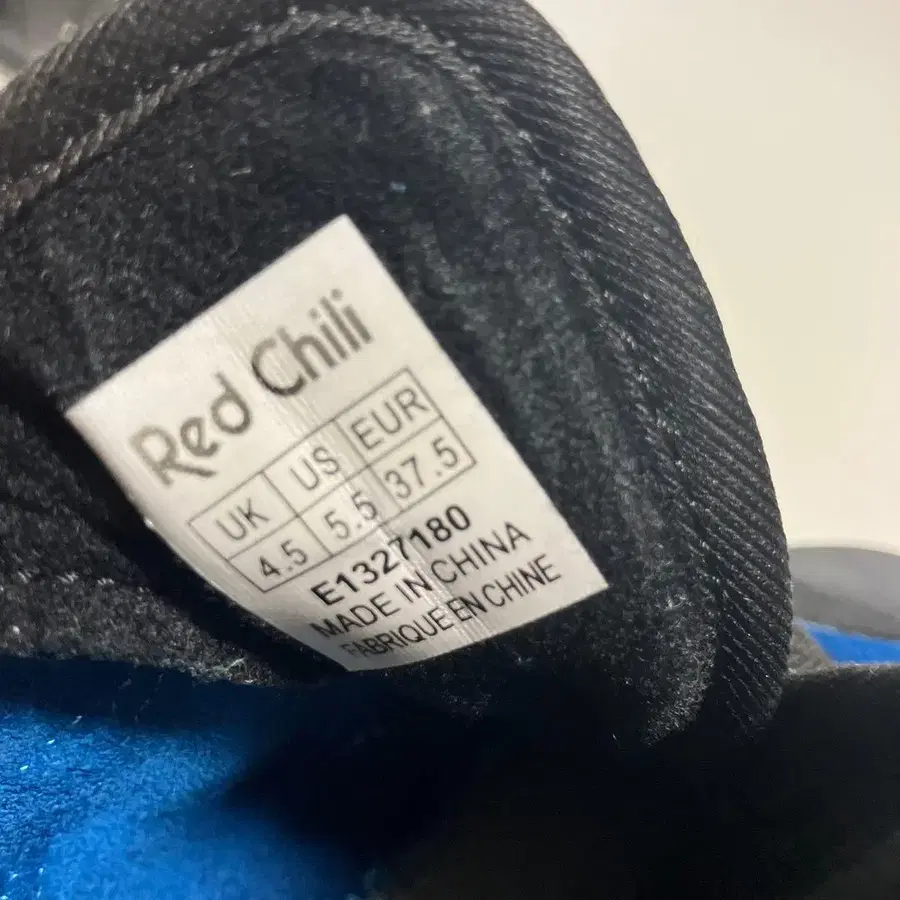 Red Chili
UK US EUR
4.5 5.5 37.5
E1327180
MADE IN CHINA
FABRIQUE EN CHINE